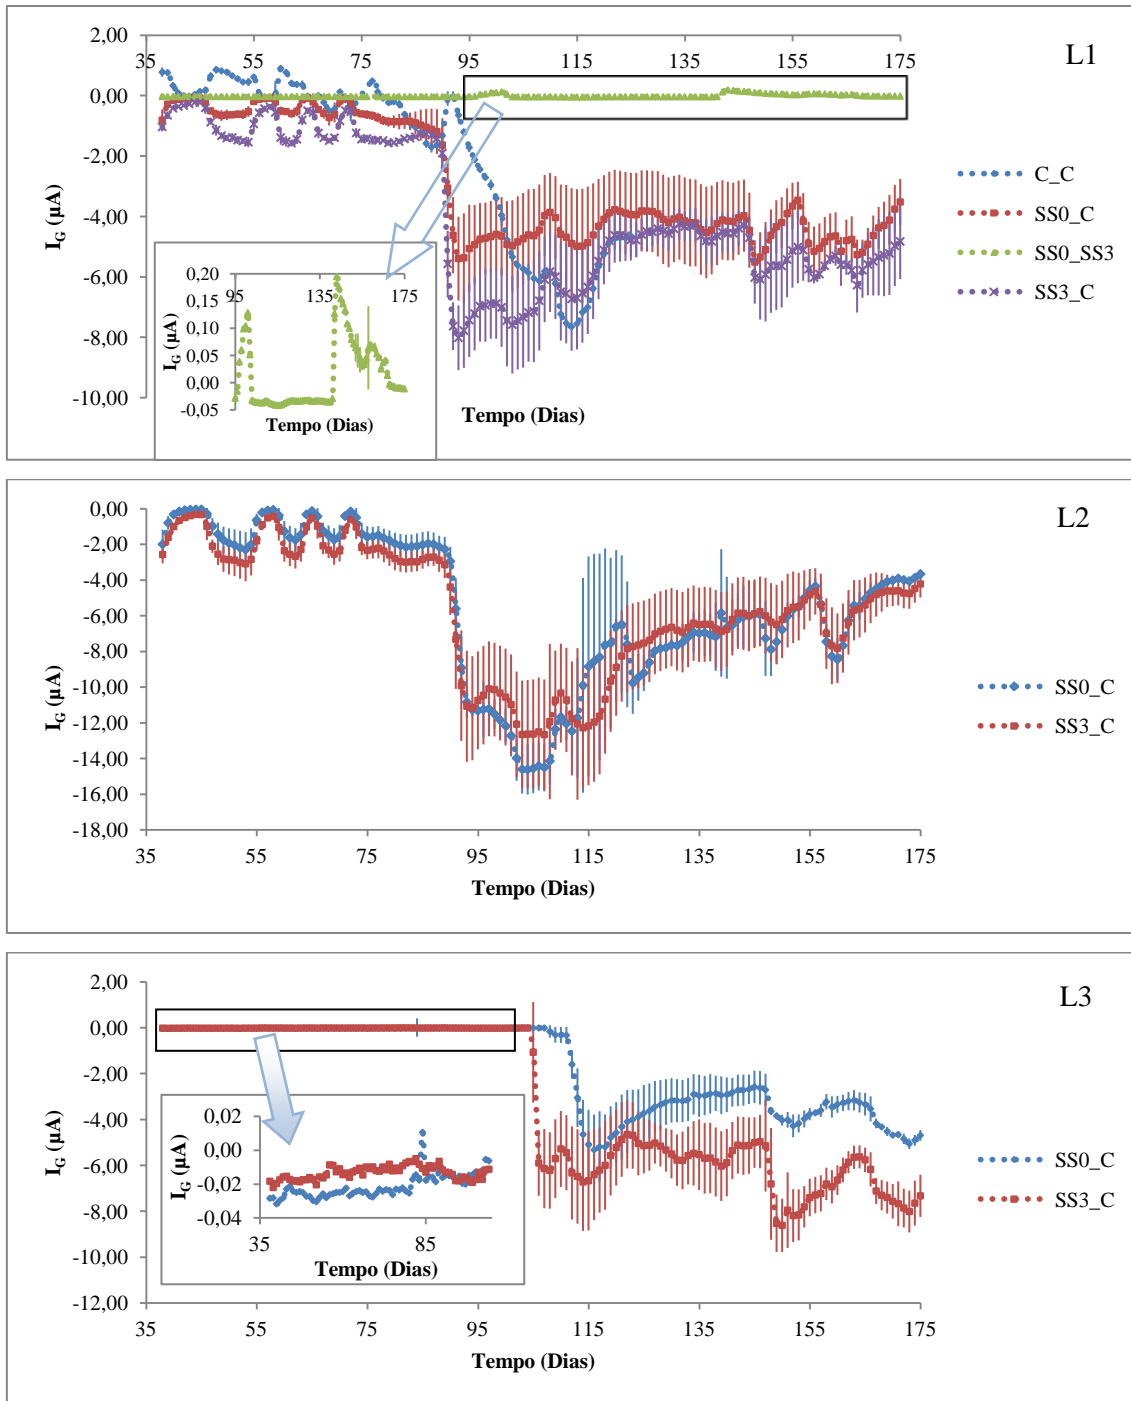 L1
2,00
0,00
-2,00
-4,00
-6,00
-8,00
-10,00
35 55 75 95 115 135 155 175
I_G (µA)
Tempo (Dias)
C_C
SS0_C
SS0_SS3
SS3_C
0,20
0,15
0,10
0,05
0,00
-0,05
95 135 175
I_G (µA)
Tempo (Dias)
L2
0,00
-2,00
-4,00
-6,00
-8,00
-10,00
-12,00
-14,00
-16,00
-18,00
35 55 75 95 115 135 155 175
I_G (µA)
Tempo (Dias)
SS0_C
SS3_C
L3
2,00
0,00
-2,00
-4,00
-6,00
-8,00
-10,00
-12,00
35 55 75 95 115 135 155 175
I_G (µA)
Tempo (Dias)
SS0_C
SS3_C
0,02
0,00
-0,02
-0,04
35 85
I_G (µA)
Tempo (Dias)